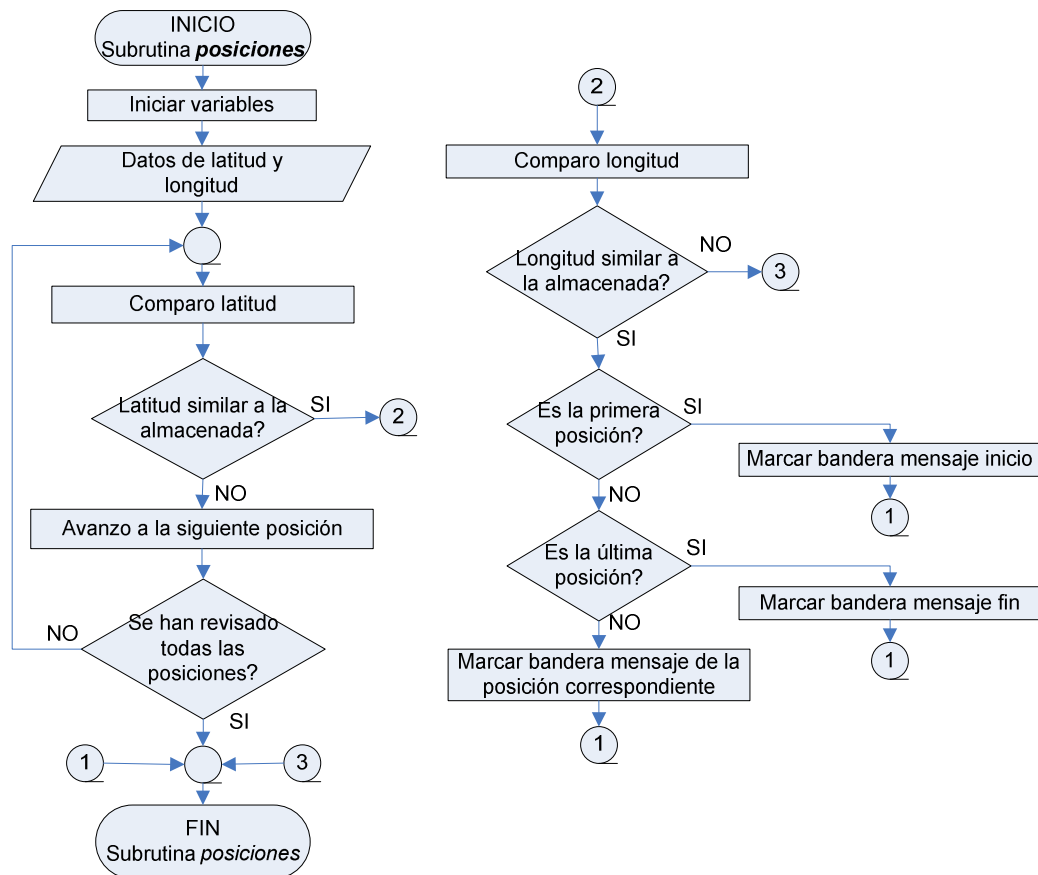 INICIO
Subrutina posiciones
Iniciar variables
Datos de latitud y
longitud
Comparo latitud
Latitud similar a la
almacenada?
SI
2
NO
Avanzo a la siguiente posición
Se han revisado
todas las
posiciones?
NO
SI
1
3
FIN
Subrutina posiciones
2
Comparo longitud
Longitud similar a
la almacenada?
NO
3
SI
Es la primera
posición?
SI
Marcar bandera mensaje inicio
1
NO
Es la última
posición?
SI
Marcar bandera mensaje fin
1
NO
Marcar bandera mensaje de la
posición correspondiente
1